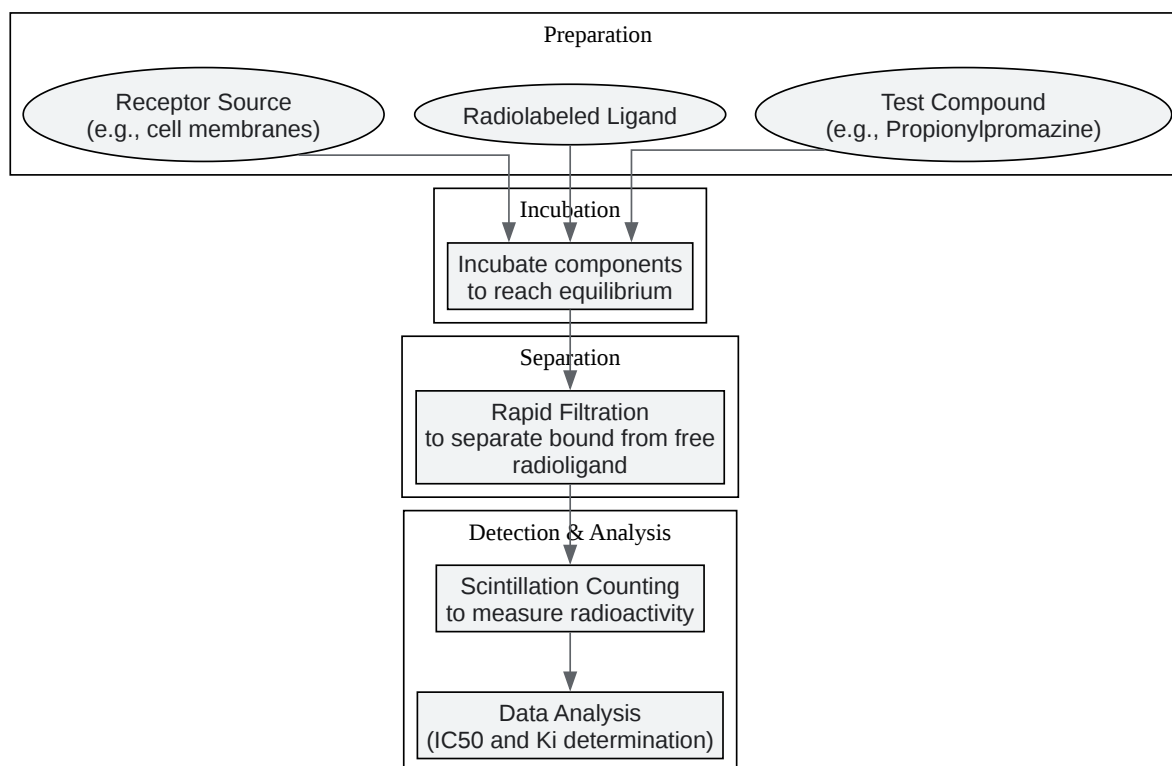 Preparation
Receptor Source
(e.g., cell membranes)
Radiolabeled Ligand
Test Compound
(e.g., Propionylpromazine)
Incubation
Incubate components
to reach equilibrium
Separation
Rapid Filtration
to separate bound from free
radioligand
Detection & Analysis
Scintillation Counting
to measure radioactivity
Data Analysis
(IC50 and Ki determination)